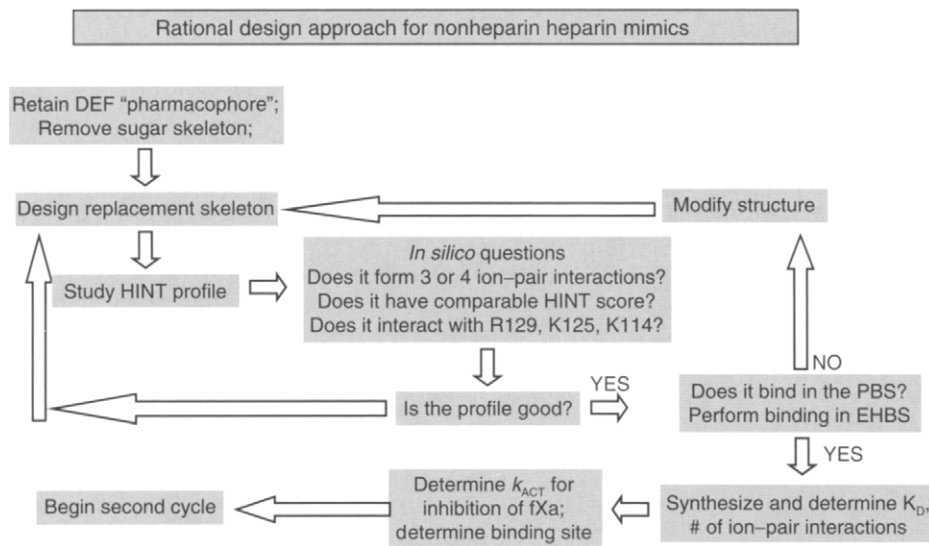 Rational design approach for nonheparin heparin mimics
Retain DEF “pharmacophore”;
Remove sugar skeleton;
Design replacement skeleton
Modify structure
Study HINT profile
In silico questions
Does it form 3 or 4 ion–pair interactions?
Does it have comparable HINT score?
Does it interact with R129, K125, K114?
NO
Is the profile good?
YES
Does it bind in the PBS?
Perform binding in EHBS
YES
Synthesize and determine K_D,
# of ion–pair interactions
Determine k_ACT for
inhibition of fXa;
determine binding site
Begin second cycle